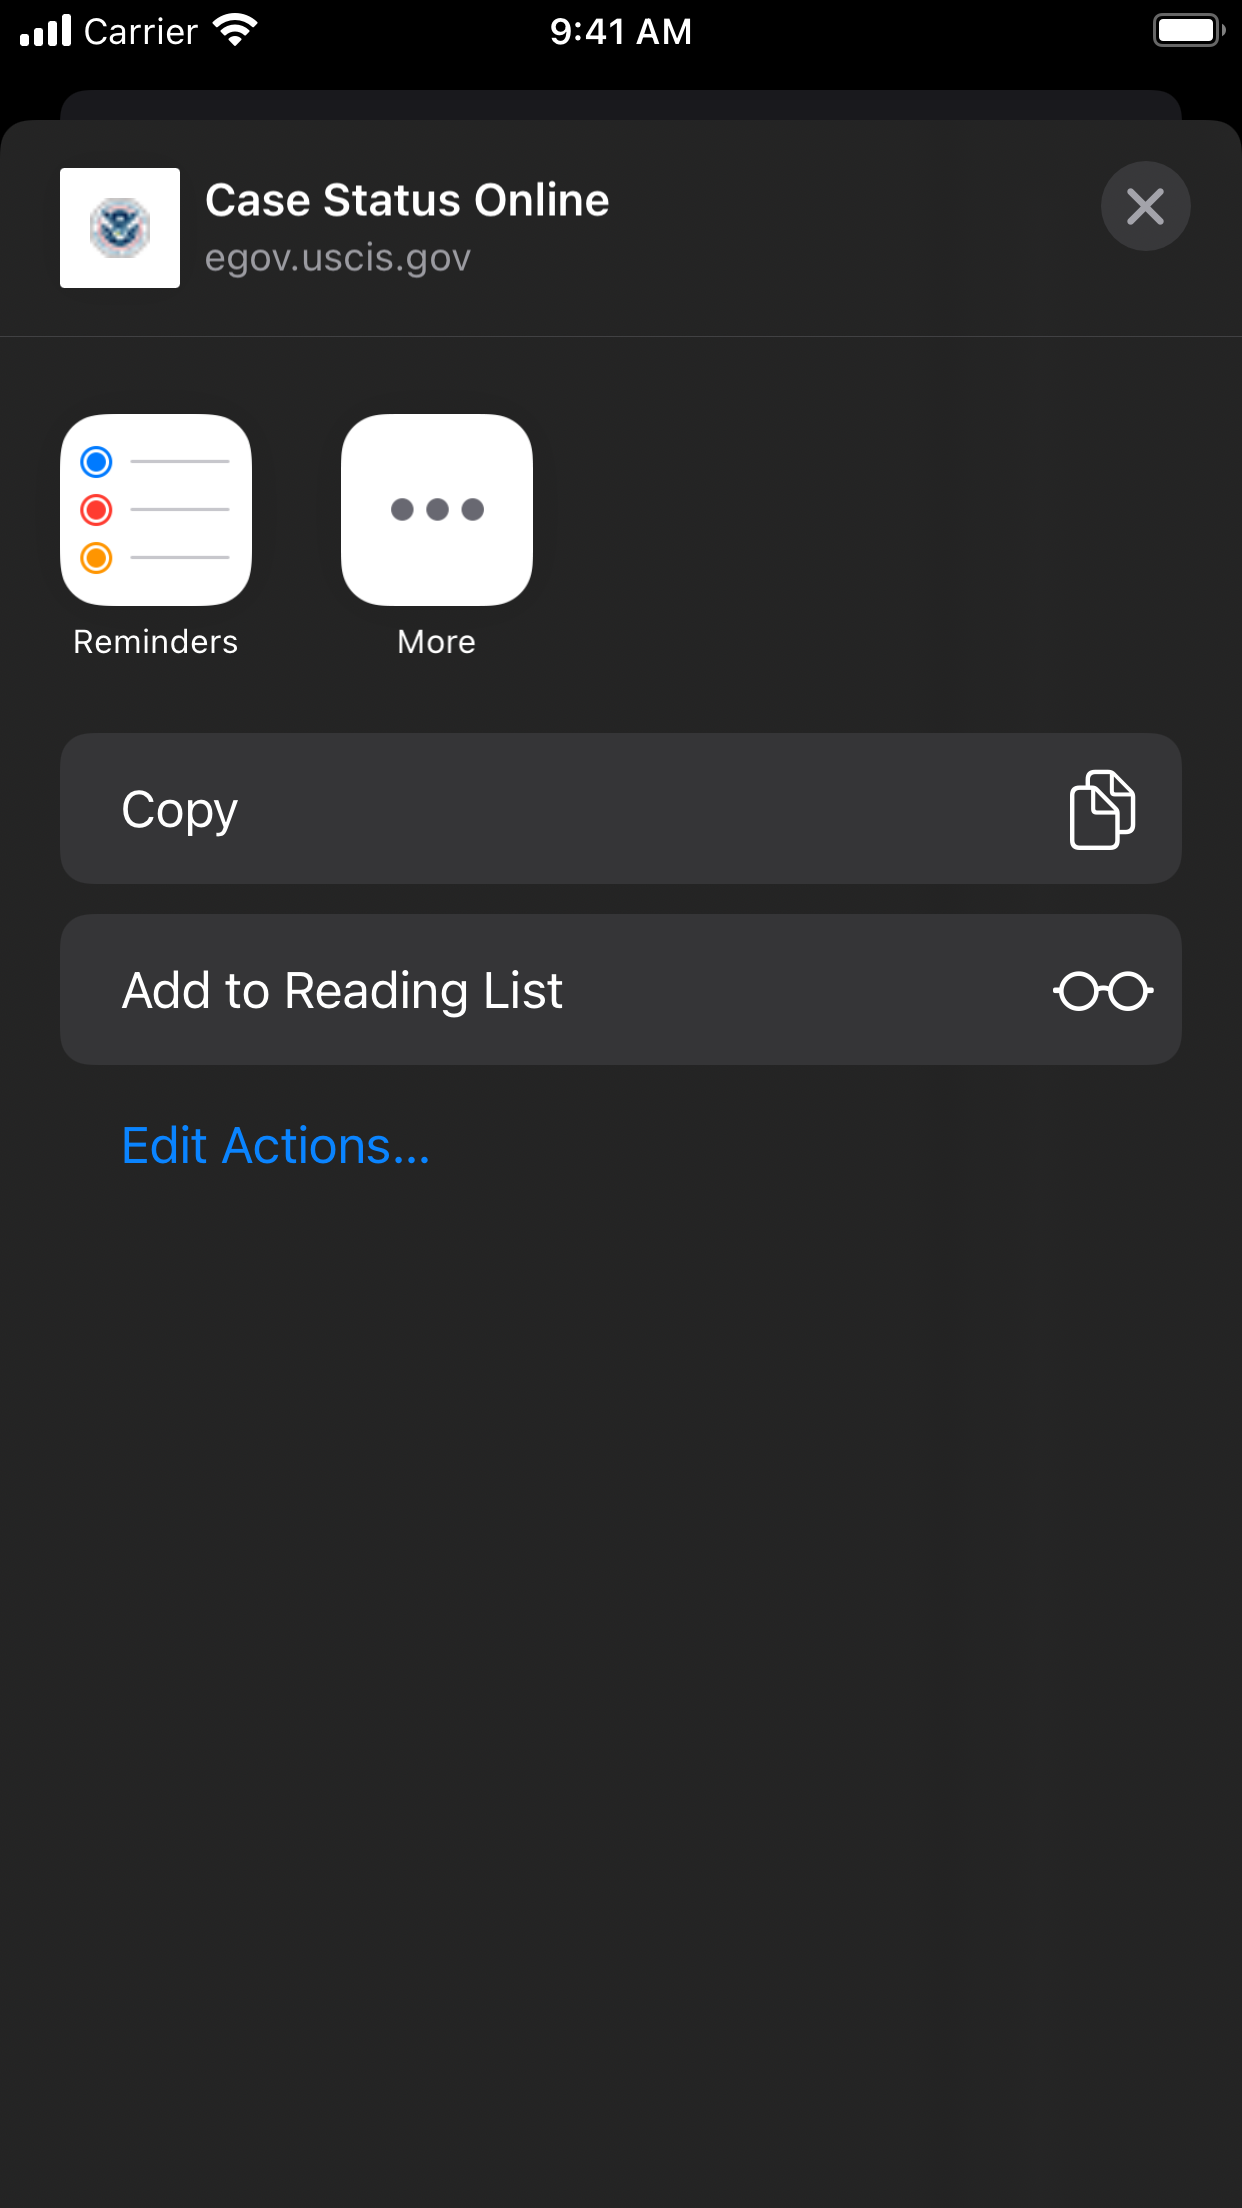 Carrier 9:41 AM
Case Status Online
egov.uscis.gov
Reminders
More
Copy
Add to Reading List
Edit Actions...